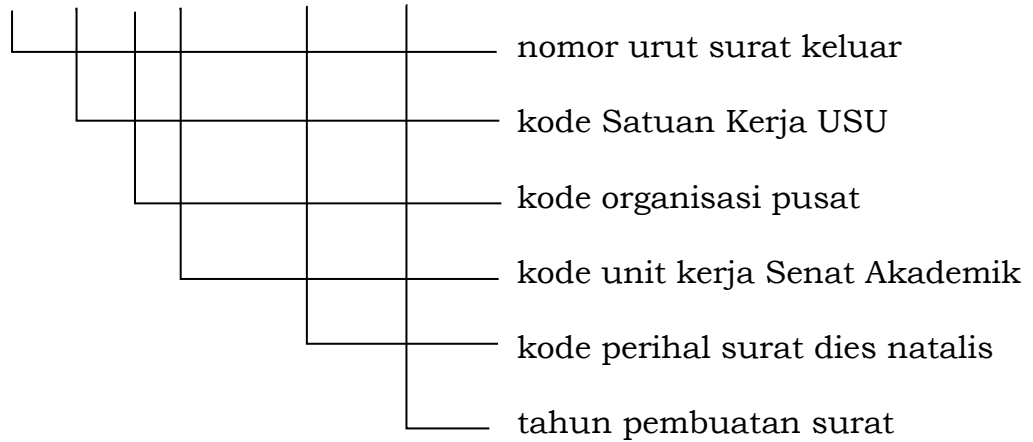 nomor urut surat keluar
kode Satuan Kerja USU
kode organisasi pusat
kode unit kerja Senat Akademik
kode perihal surat dies natalis
tahun pembuatan surat